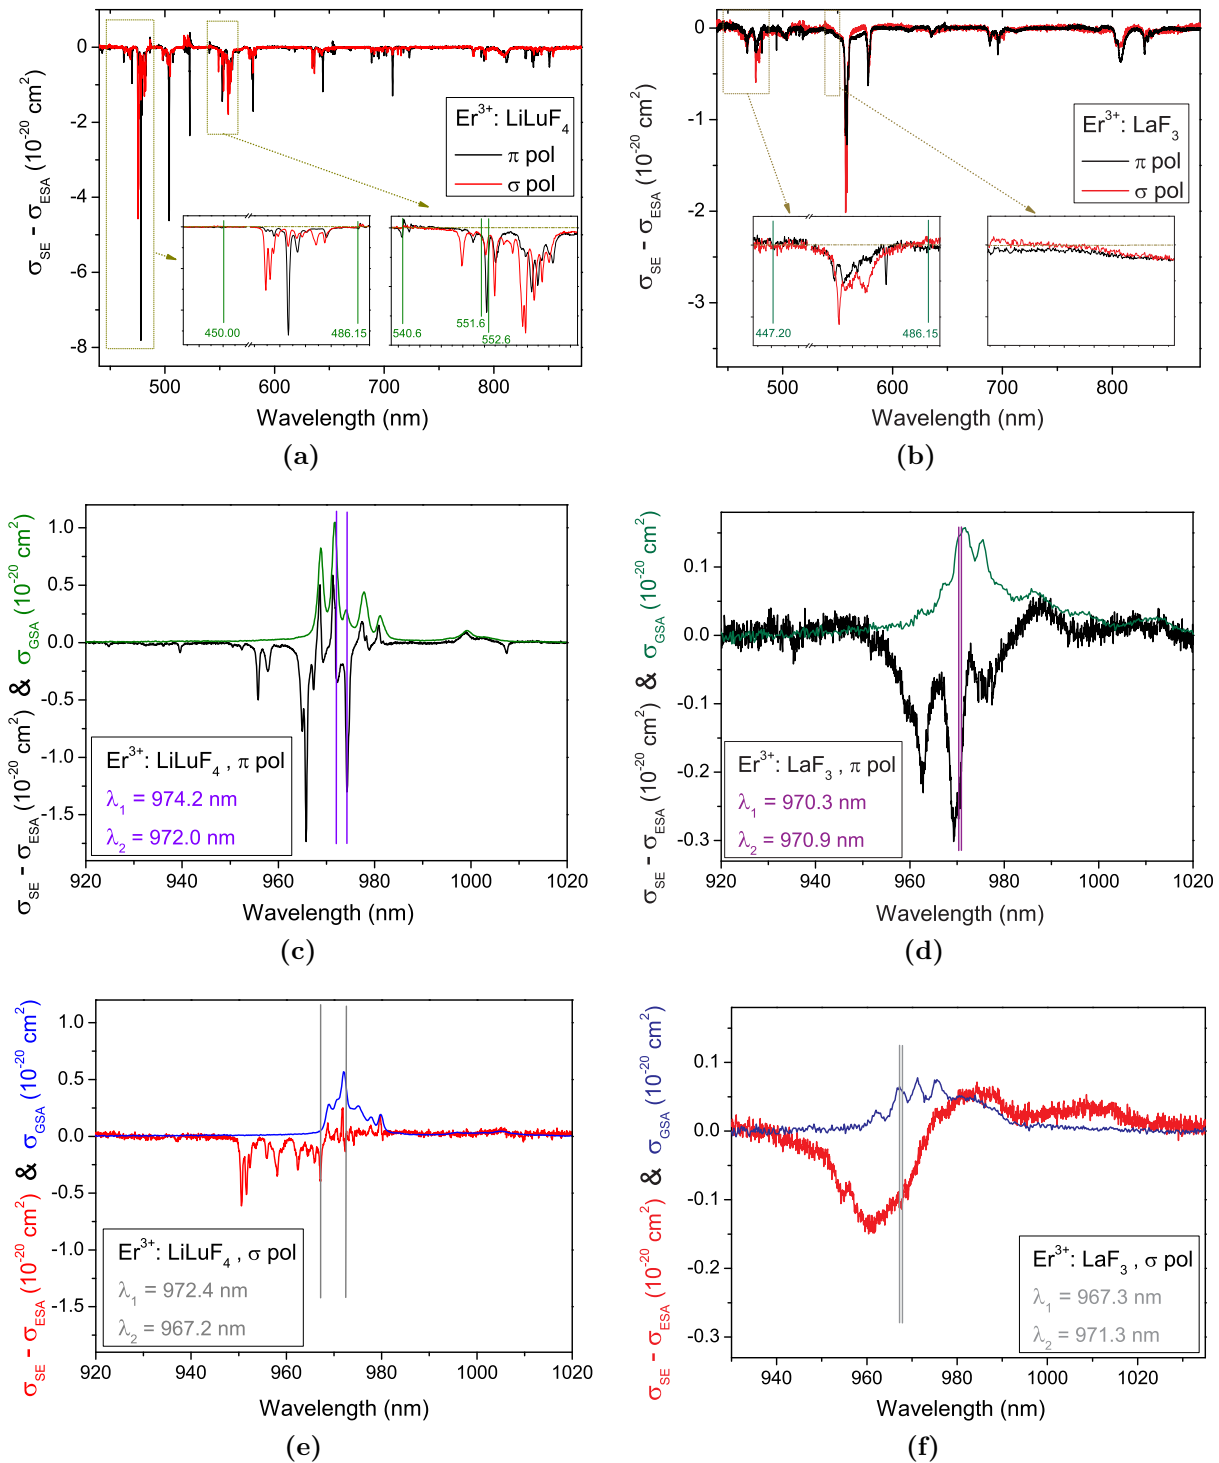 0
-2
-4
-6
-8
σSE - σESA (10⁻²⁰ cm²)
Er³⁺: LiLuF₄
π pol
σ pol
450.00
486.15
540.6
551.6
552.6
500
600
700
800
Wavelength (nm)
(a)
0
-1
-2
-3
σSE - σESA (10⁻²⁰ cm²)
Er³⁺: LaF₃
π pol
σ pol
447.20
486.15
500
600
700
800
Wavelength (nm)
(b)
1.0
0.5
0.0
-0.5
-1.0
-1.5
σSE - σESA (10⁻²⁰ cm²) & σGSA (10⁻²⁰ cm²)
Er³⁺: LiLuF₄ , π pol
λ₁ = 974.2 nm
λ₂ = 972.0 nm
920
940
960
980
1000
1020
Wavelength (nm)
(c)
0.1
0.0
-0.1
-0.2
-0.3
σSE - σESA (10⁻²⁰ cm²) & σGSA (10⁻²⁰ cm²)
Er³⁺: LaF₃ , π pol
λ₁ = 970.3 nm
λ₂ = 970.9 nm
920
940
960
980
1000
1020
Wavelength (nm)
(d)
1.0
0.5
0.0
-0.5
-1.0
-1.5
σSE - σESA (10⁻²⁰ cm²) & σGSA (10⁻²⁰ cm²)
Er³⁺: LiLuF₄ , σ pol
λ₁ = 972.4 nm
λ₂ = 967.2 nm
920
940
960
980
1000
1020
Wavelength (nm)
(e)
0.1
0.0
-0.1
-0.2
-0.3
σSE - σESA (10⁻²⁰ cm²) & σGSA (10⁻²⁰ cm²)
Er³⁺: LaF₃ , σ pol
λ₁ = 967.3 nm
λ₂ = 971.3 nm
940
960
980
1000
1020
Wavelength (nm)
(f)